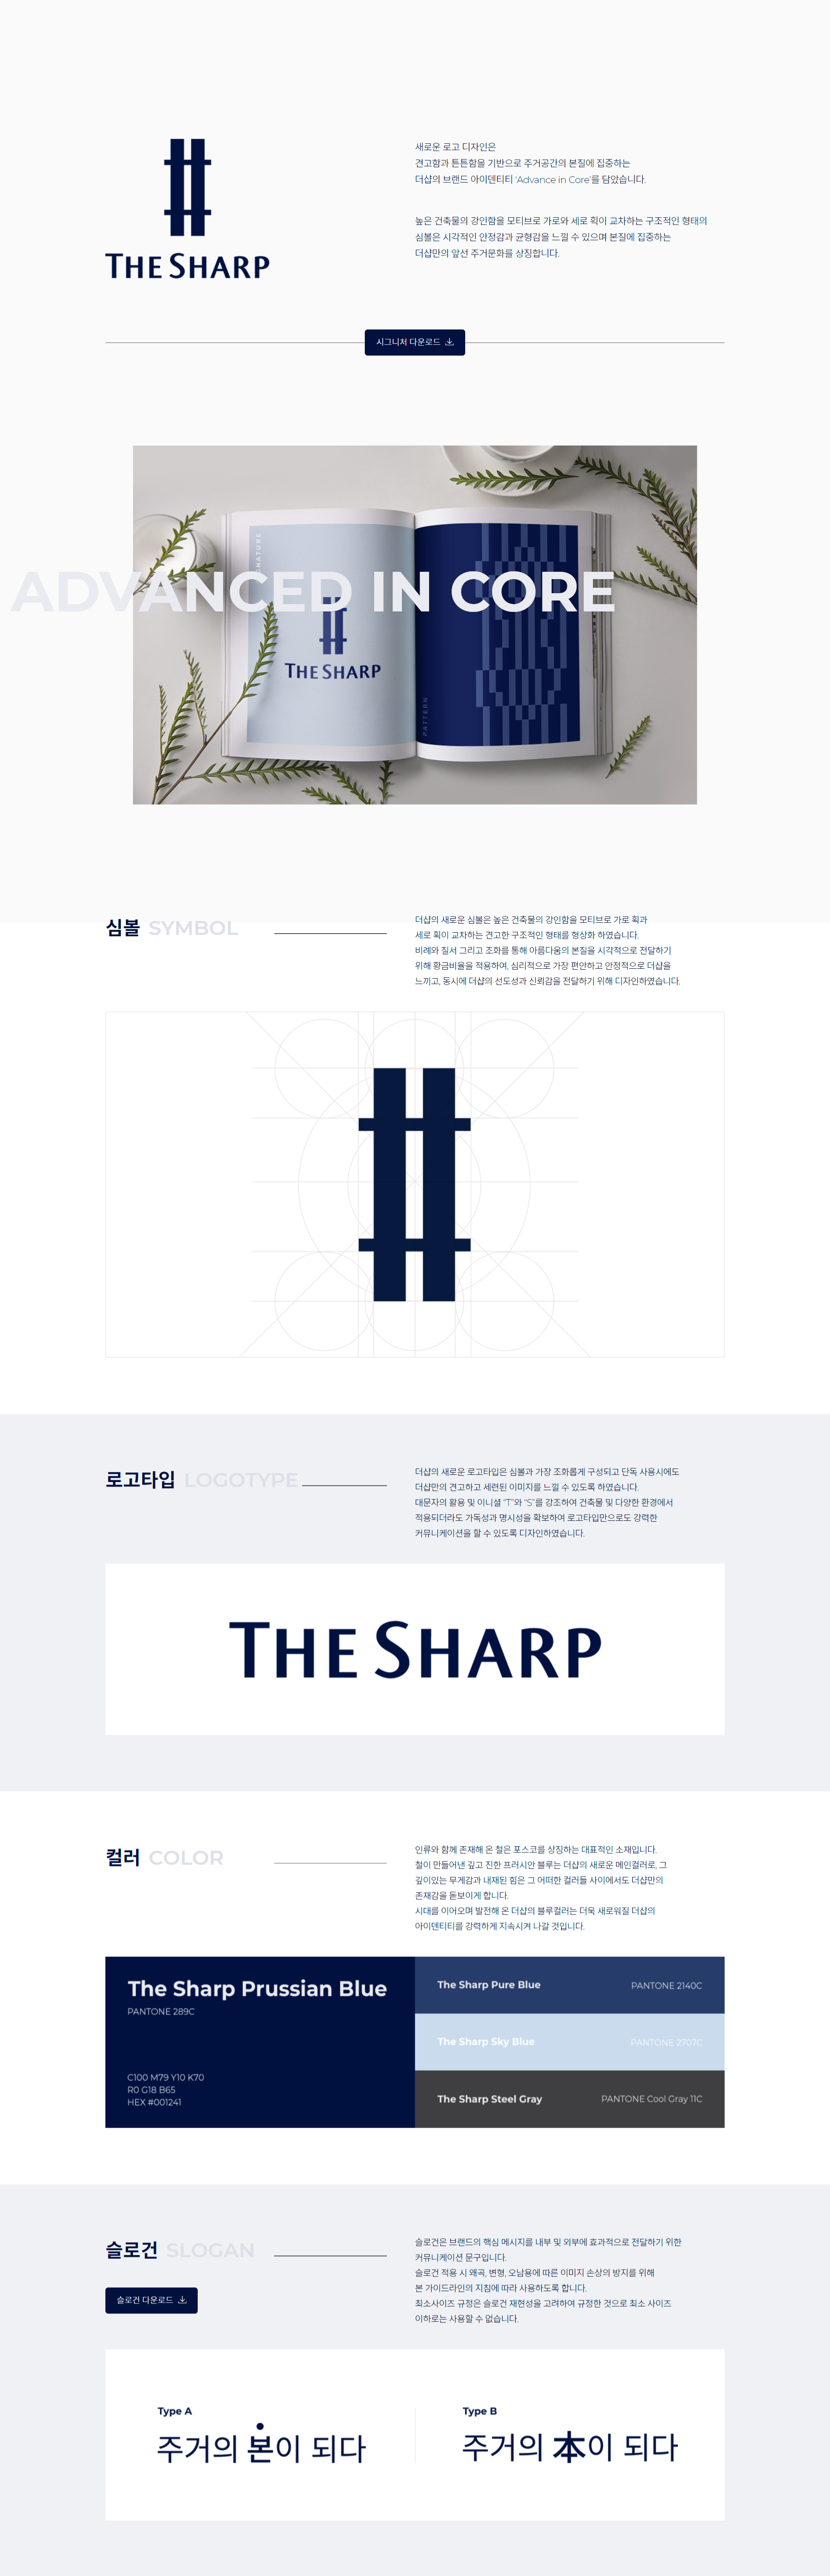 THE SHARP
새로운 로고 디자인은
견고함과 튼튼함을 기반으로 주거공간의 본질에 집중하는
더샵의 브랜드 아이덴티티 ‘Advance in Core’를 담았습니다.
높은 건축물의 강인함을 모티브로 가로와 세로 획이 교차하는 구조적인 형태의
심볼은 시각적인 안정감과 균형감을 느낄 수 있으며 본질에 집중하는
더샵만의 앞선 주거문화를 상징합니다.
시그니처 다운로드
ADVANCED IN CORE
THE SHARP
PATTERN
심볼 SYMBOL
더샵의 새로운 심볼은 높은 건축물의 강인함을 모티브로 가로 획과
세로 획이 교차하는 견고한 구조적인 형태를 형상화 하였습니다.
비례와 질서 그리고 조화를 통해 아름다움의 본질을 시각적으로 전달하기
위해 황금비율을 적용하여, 심리적으로 가장 편안하고 안정적으로 더샵을
느끼고, 동시에 더샵의 선도성과 신뢰감을 전달하기 위해 디자인하였습니다.
로고타입 LOGOTYPE
더샵의 새로운 로고타입은 심볼과 가장 조화롭게 구성되고 단독 사용시에도
더샵만의 견고하고 세련된 이미지를 느낄 수 있도록 하였습니다.
대문자의 활용 및 이니셜 “T”와 “S”를 강조하여 건축물 및 다양한 환경에서
적용되더라도 가독성과 명시성을 확보하여 로고타입만으로도 강력한
커뮤니케이션을 할 수 있도록 디자인하였습니다.
THE SHARP
컬러 COLOR
인류와 함께 존재해 온 철은 포스코를 상징하는 대표적인 소재입니다.
철이 만들어낸 깊고 진한 프러시안 블루는 더샵의 새로운 메인컬러로, 그
깊이있는 무게감과 내재된 힘은 그 어떠한 컬러들 사이에서도 더샵만의
존재감을 돋보이게 합니다.
시대를 이어오며 발전해 온 더샵의 블루컬러는 더욱 새로워질 더샵의
아이덴티티를 강력하게 지속시켜 나갈 것입니다.
The Sharp Prussian Blue
PANTONE 289C
C100 M79 Y10 K70
R0 G18 B65
HEX #001241
The Sharp Pure Blue PANTONE 2140C
The Sharp Sky Blue PANTONE 2707C
The Sharp Steel Gray PANTONE Cool Gray 11C
슬로건 SLOGAN
슬로건 다운로드
슬로건은 브랜드의 핵심 메시지를 내부 및 외부에 효과적으로 전달하기 위한
커뮤니케이션 문구입니다.
슬로건 적용 시 왜곡, 변형, 오남용에 따른 이미지 손상의 방지를 위해
본 가이드라인의 지침에 따라 사용하도록 합니다.
최소사이즈 규정은 슬로건 재현성을 고려하여 규정한 것으로 최소 사이즈
이하로는 사용할 수 없습니다.
Type A
주거의 본이 되다
Type B
주거의 本이 되다